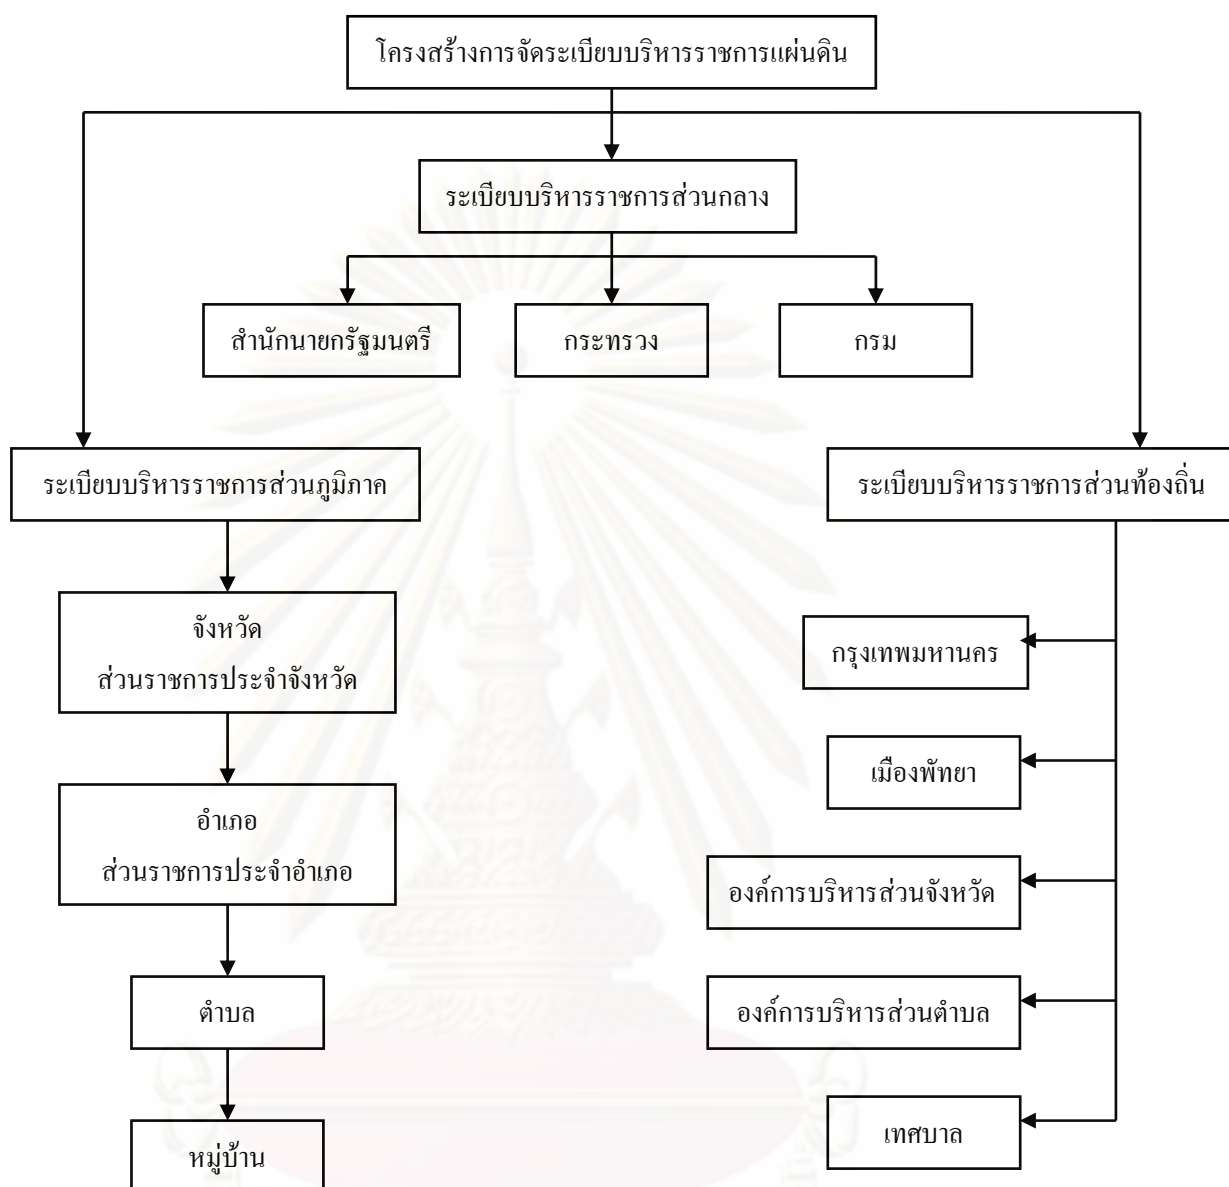 โครงสร้างการจัดระเบียบบริหารราชการแผ่นดิน
ระเบียบบริหารราชการส่วนกลาง
สำนักนายกรัฐมนตรี
กระทรวง
กรม
ระเบียบบริหารราชการส่วนภูมิภาค
จังหวัด
ส่วนราชการประจำจังหวัด
อำเภอ
ส่วนราชการประจำอำเภอ
ตำบล
หมู่บ้าน
ระเบียบบริหารราชการส่วนท้องถิ่น
กรุงเทพมหานคร
เมืองพัทยา
องค์การบริหารส่วนจังหวัด
องค์การบริหารส่วนตำบล
เทศบาล